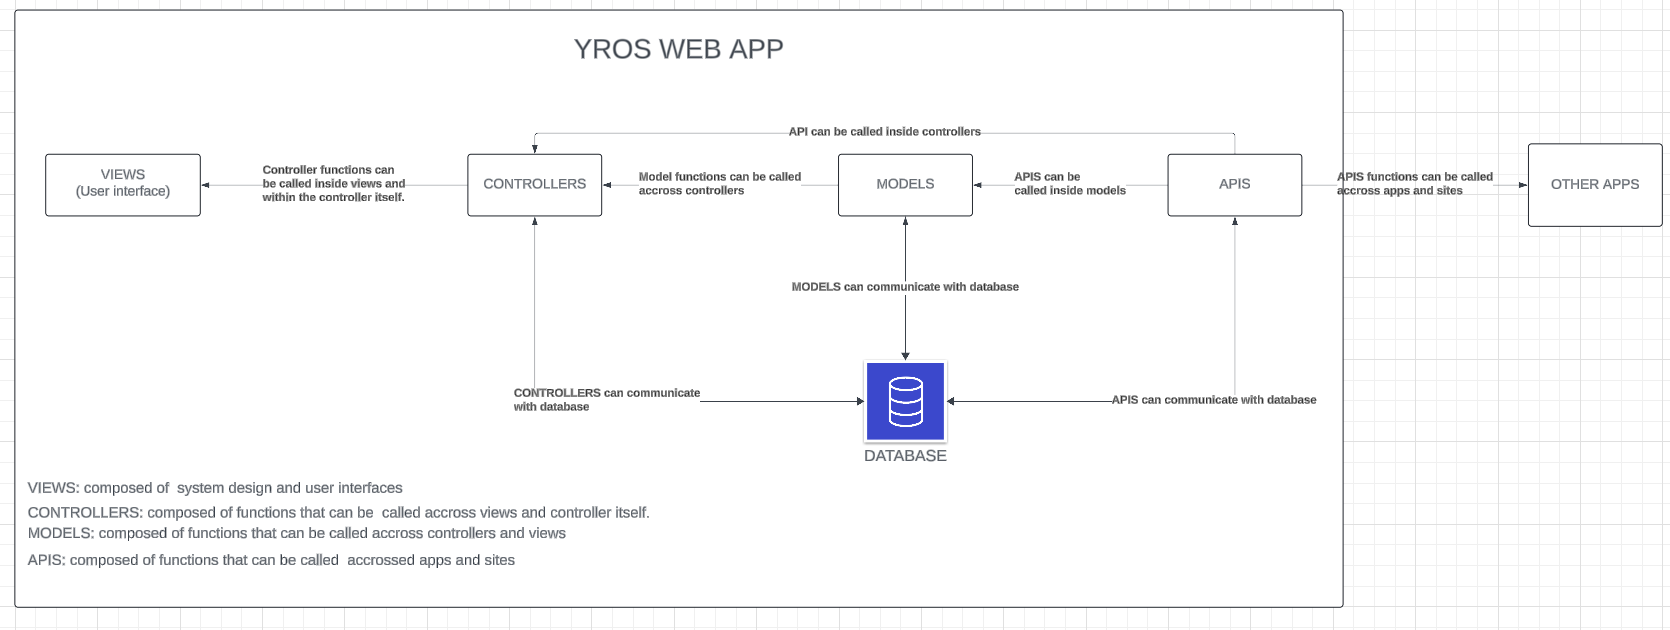 YROS WEB APP
API can be called inside controllers
VIEWS
(User interface)
Controller functions can
be called inside views and
within the controller itself.
CONTROLLERS
Model functions can be called
accross controllers
MODELS
APIS can be
called inside models
APIS
APIS functions can be called
accross apps and sites
OTHER APPS
MODELS can communicate with database
CONTROLLERS can communicate
with database
APIS can communicate with database
DATABASE
VIEWS: composed of  system design and user interfaces
CONTROLLERS: composed of functions that can be  called accross views and controller itself.
MODELS: composed of functions that can be called accross controllers and views
APIS: composed of functions that can be called  accrossed apps and sites